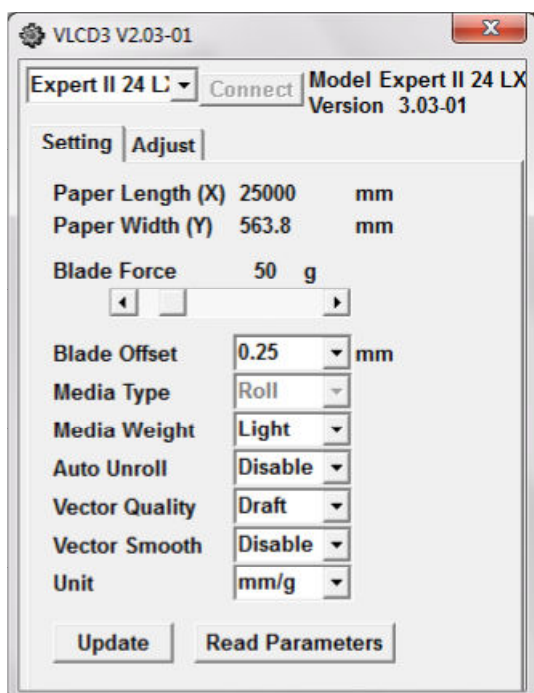 VLCD3 V2.03-01
Expert II 24 L Connect Model Expert II 24 LX
Version 3.03-01
Setting Adjust
Paper Length (X) 25000 mm
Paper Width (Y) 563.8 mm
Blade Force 50 g
Blade Offset 0.25 mm
Media Type Roll
Media Weight Light
Auto Unroll Disable
Vector Quality Draft
Vector Smooth Disable
Unit mm/g
Update Read Parameters